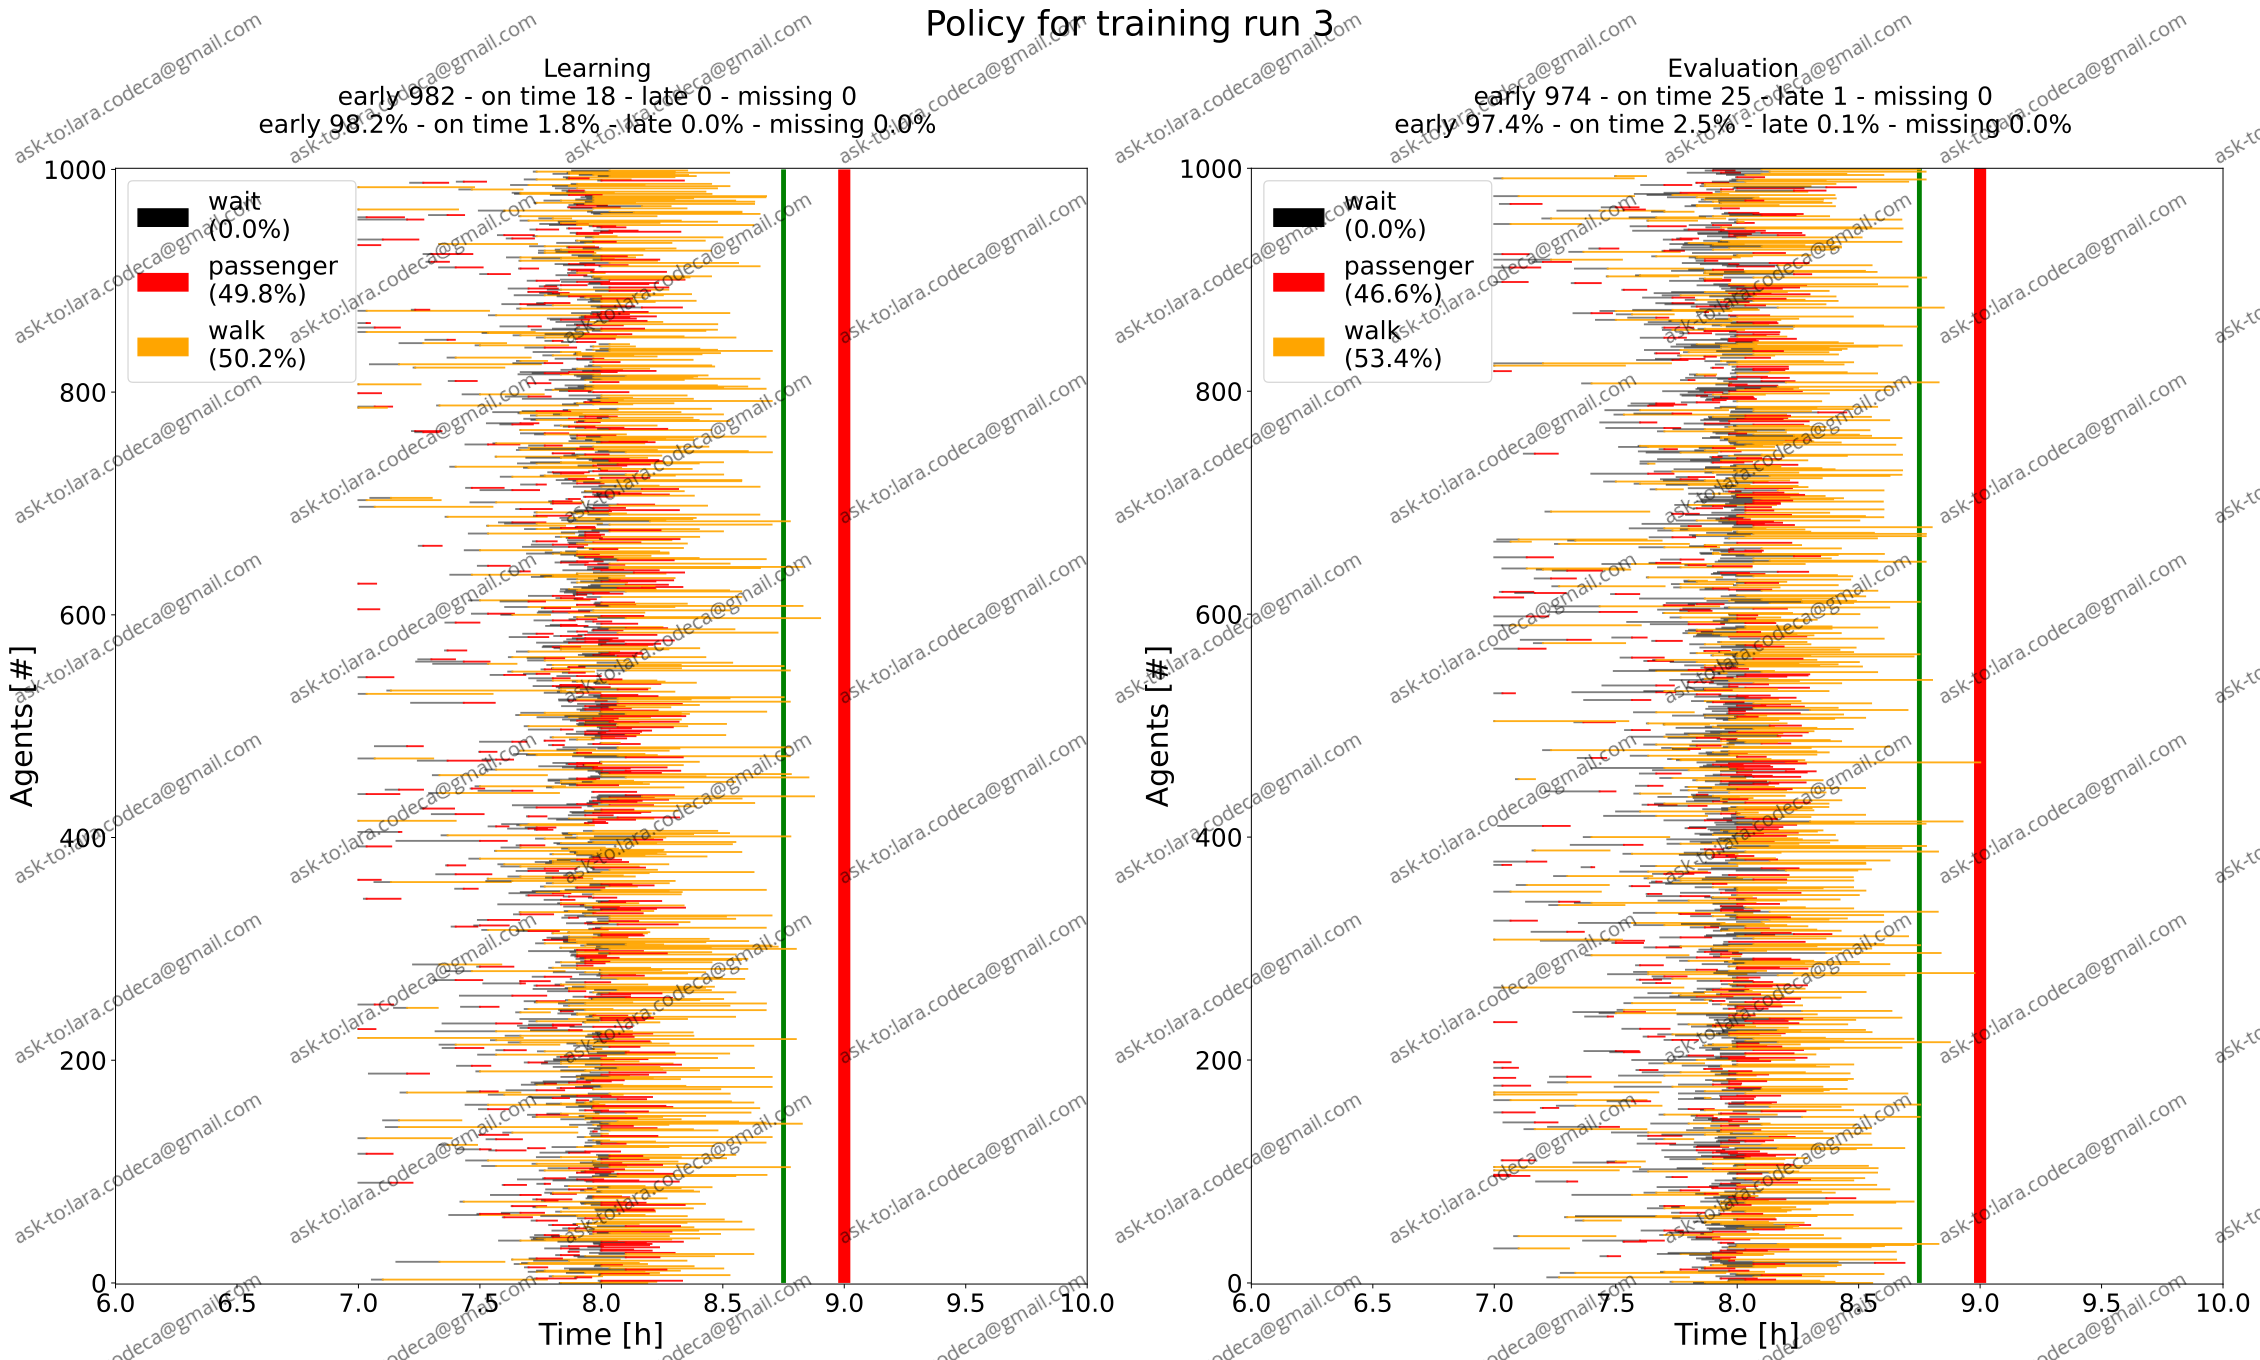 Policy for training run 3
Learning
early 982 - on time 18 - late 0 - missing 0
early 98.2% - on time 1.8% - late 0.0% - missing 0.0%
Evaluation
early 974 - on time 25 - late 1 - missing 0
early 97.4% - on time 2.5% - late 0.1% - missing 0.0%
wait
(0.0%)
passenger
(49.8%)
walk
(50.2%)
wait
(0.0%)
passenger
(46.6%)
walk
(53.4%)
1000
800
600
400
200
0
Agents [#]
6.0 6.5 7.0 7.5 8.0 8.5 9.0 9.5 10.0
Time [h]
1000
800
600
400
200
0
Agents [#]
6.0 6.5 7.0 7.5 8.0 8.5 9.0 9.5 10.0
Time [h]
ask-to:lara.codeca@gmail.com